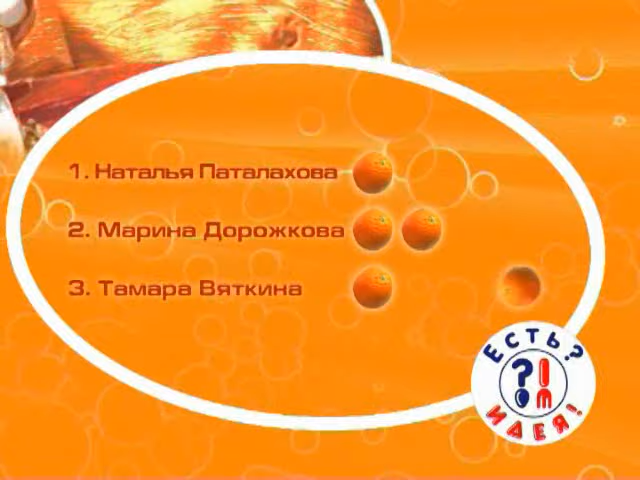 1. Наталья Паталахова
2. Марина Дорожкова
3. Тамара Вяткина
ЕСТЬ?
ИДЕЯ!